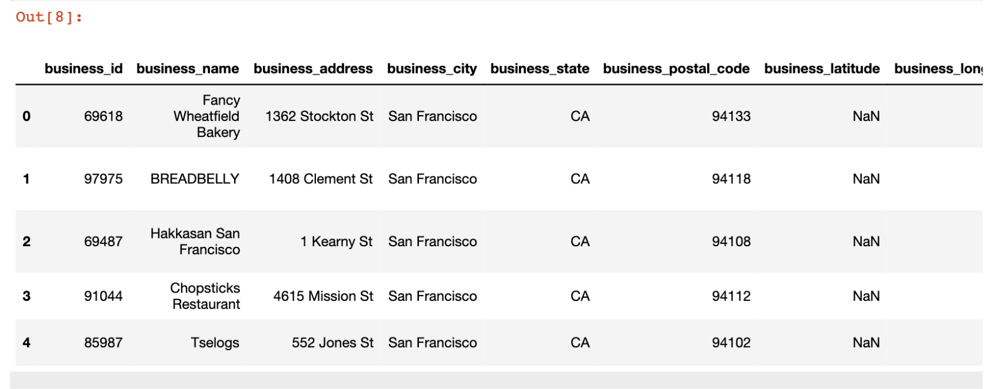 Out[8]:
business_id business_name business_address business_city business_state business_postal_code business_latitude business_long
0 69618 Fancy Wheatfield Bakery 1362 Stockton St San Francisco CA 94133 NaN
1 97975 BREADBELLY 1408 Clement St San Francisco CA 94118 NaN
2 69487 Hakkasan San Francisco 1 Kearny St San Francisco CA 94108 NaN
3 91044 Chopsticks Restaurant 4615 Mission St San Francisco CA 94112 NaN
4 85987 Tselogs 552 Jones St San Francisco CA 94102 NaN